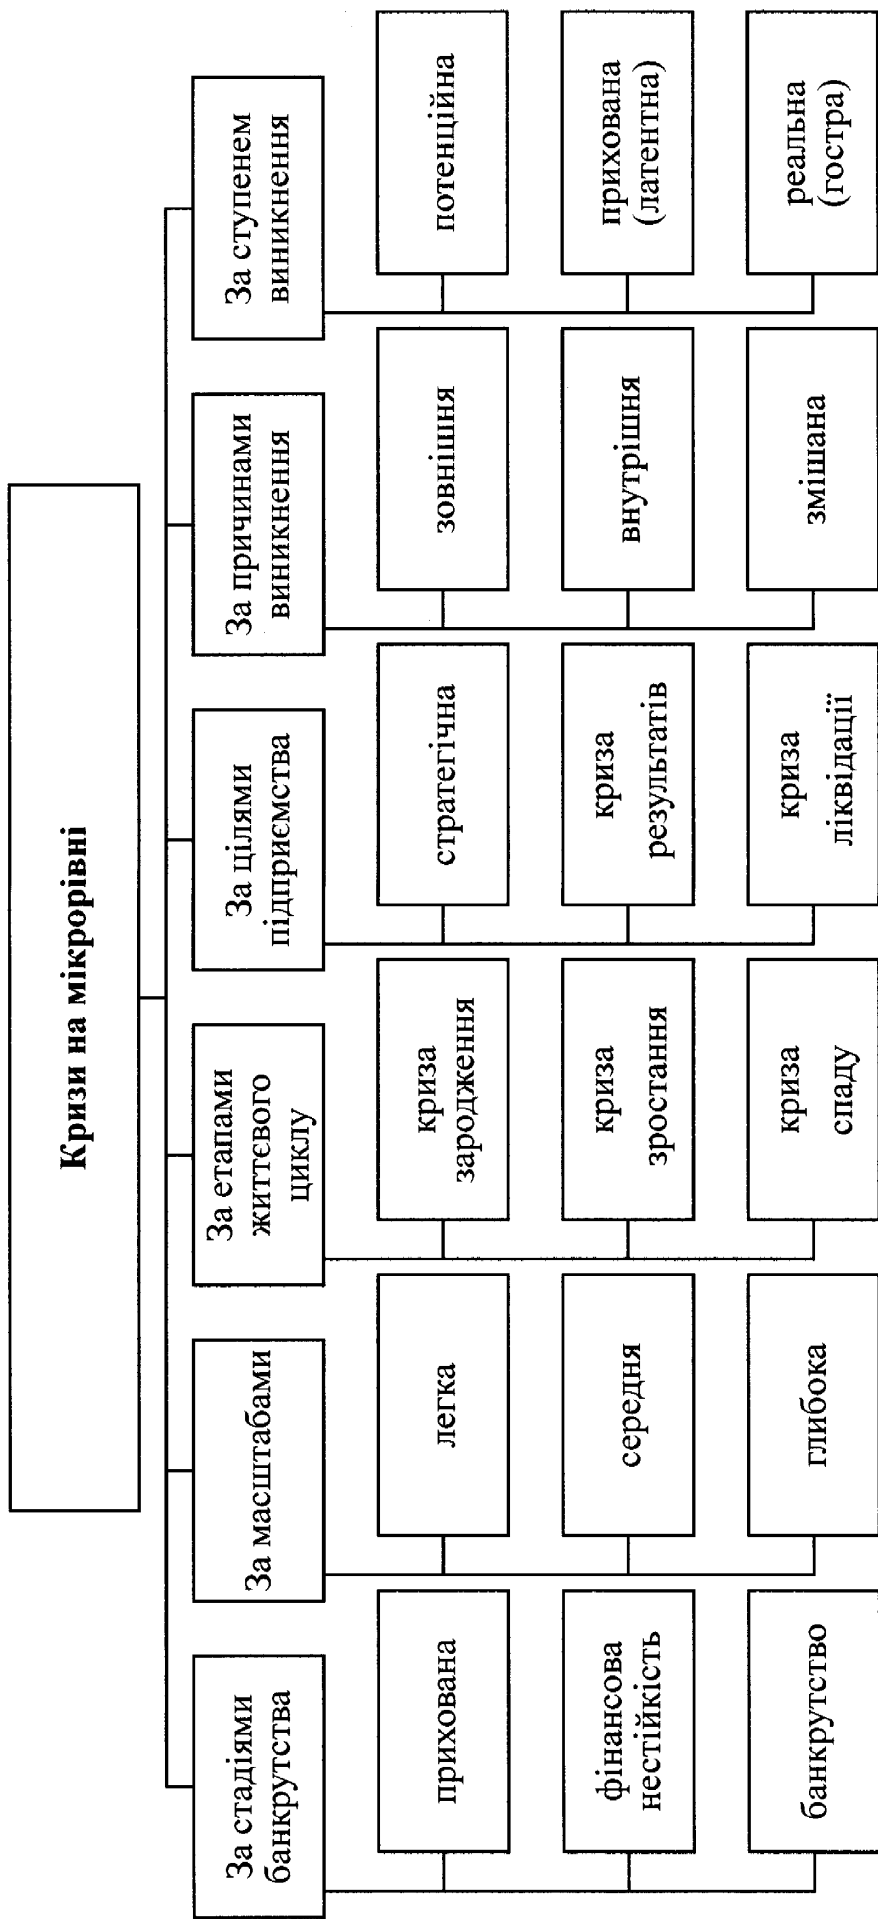 Кризи на мікрорівні
За стадіями
банкрутства
За масштабами
За етапами
життєвого
циклу
За цілями
підприємства
За причинами
виникнення
За ступенем
виникнення
прихована
легка
криза
зародження
стратегічна
зовнішня
потенційна
фінансова
нестійкість
середня
криза
зростання
криза
результатів
внутрішня
прихована
(латентна)
банкрутство
глибока
криза
спаду
криза
ліквідації
змішана
реальна
(гостра)